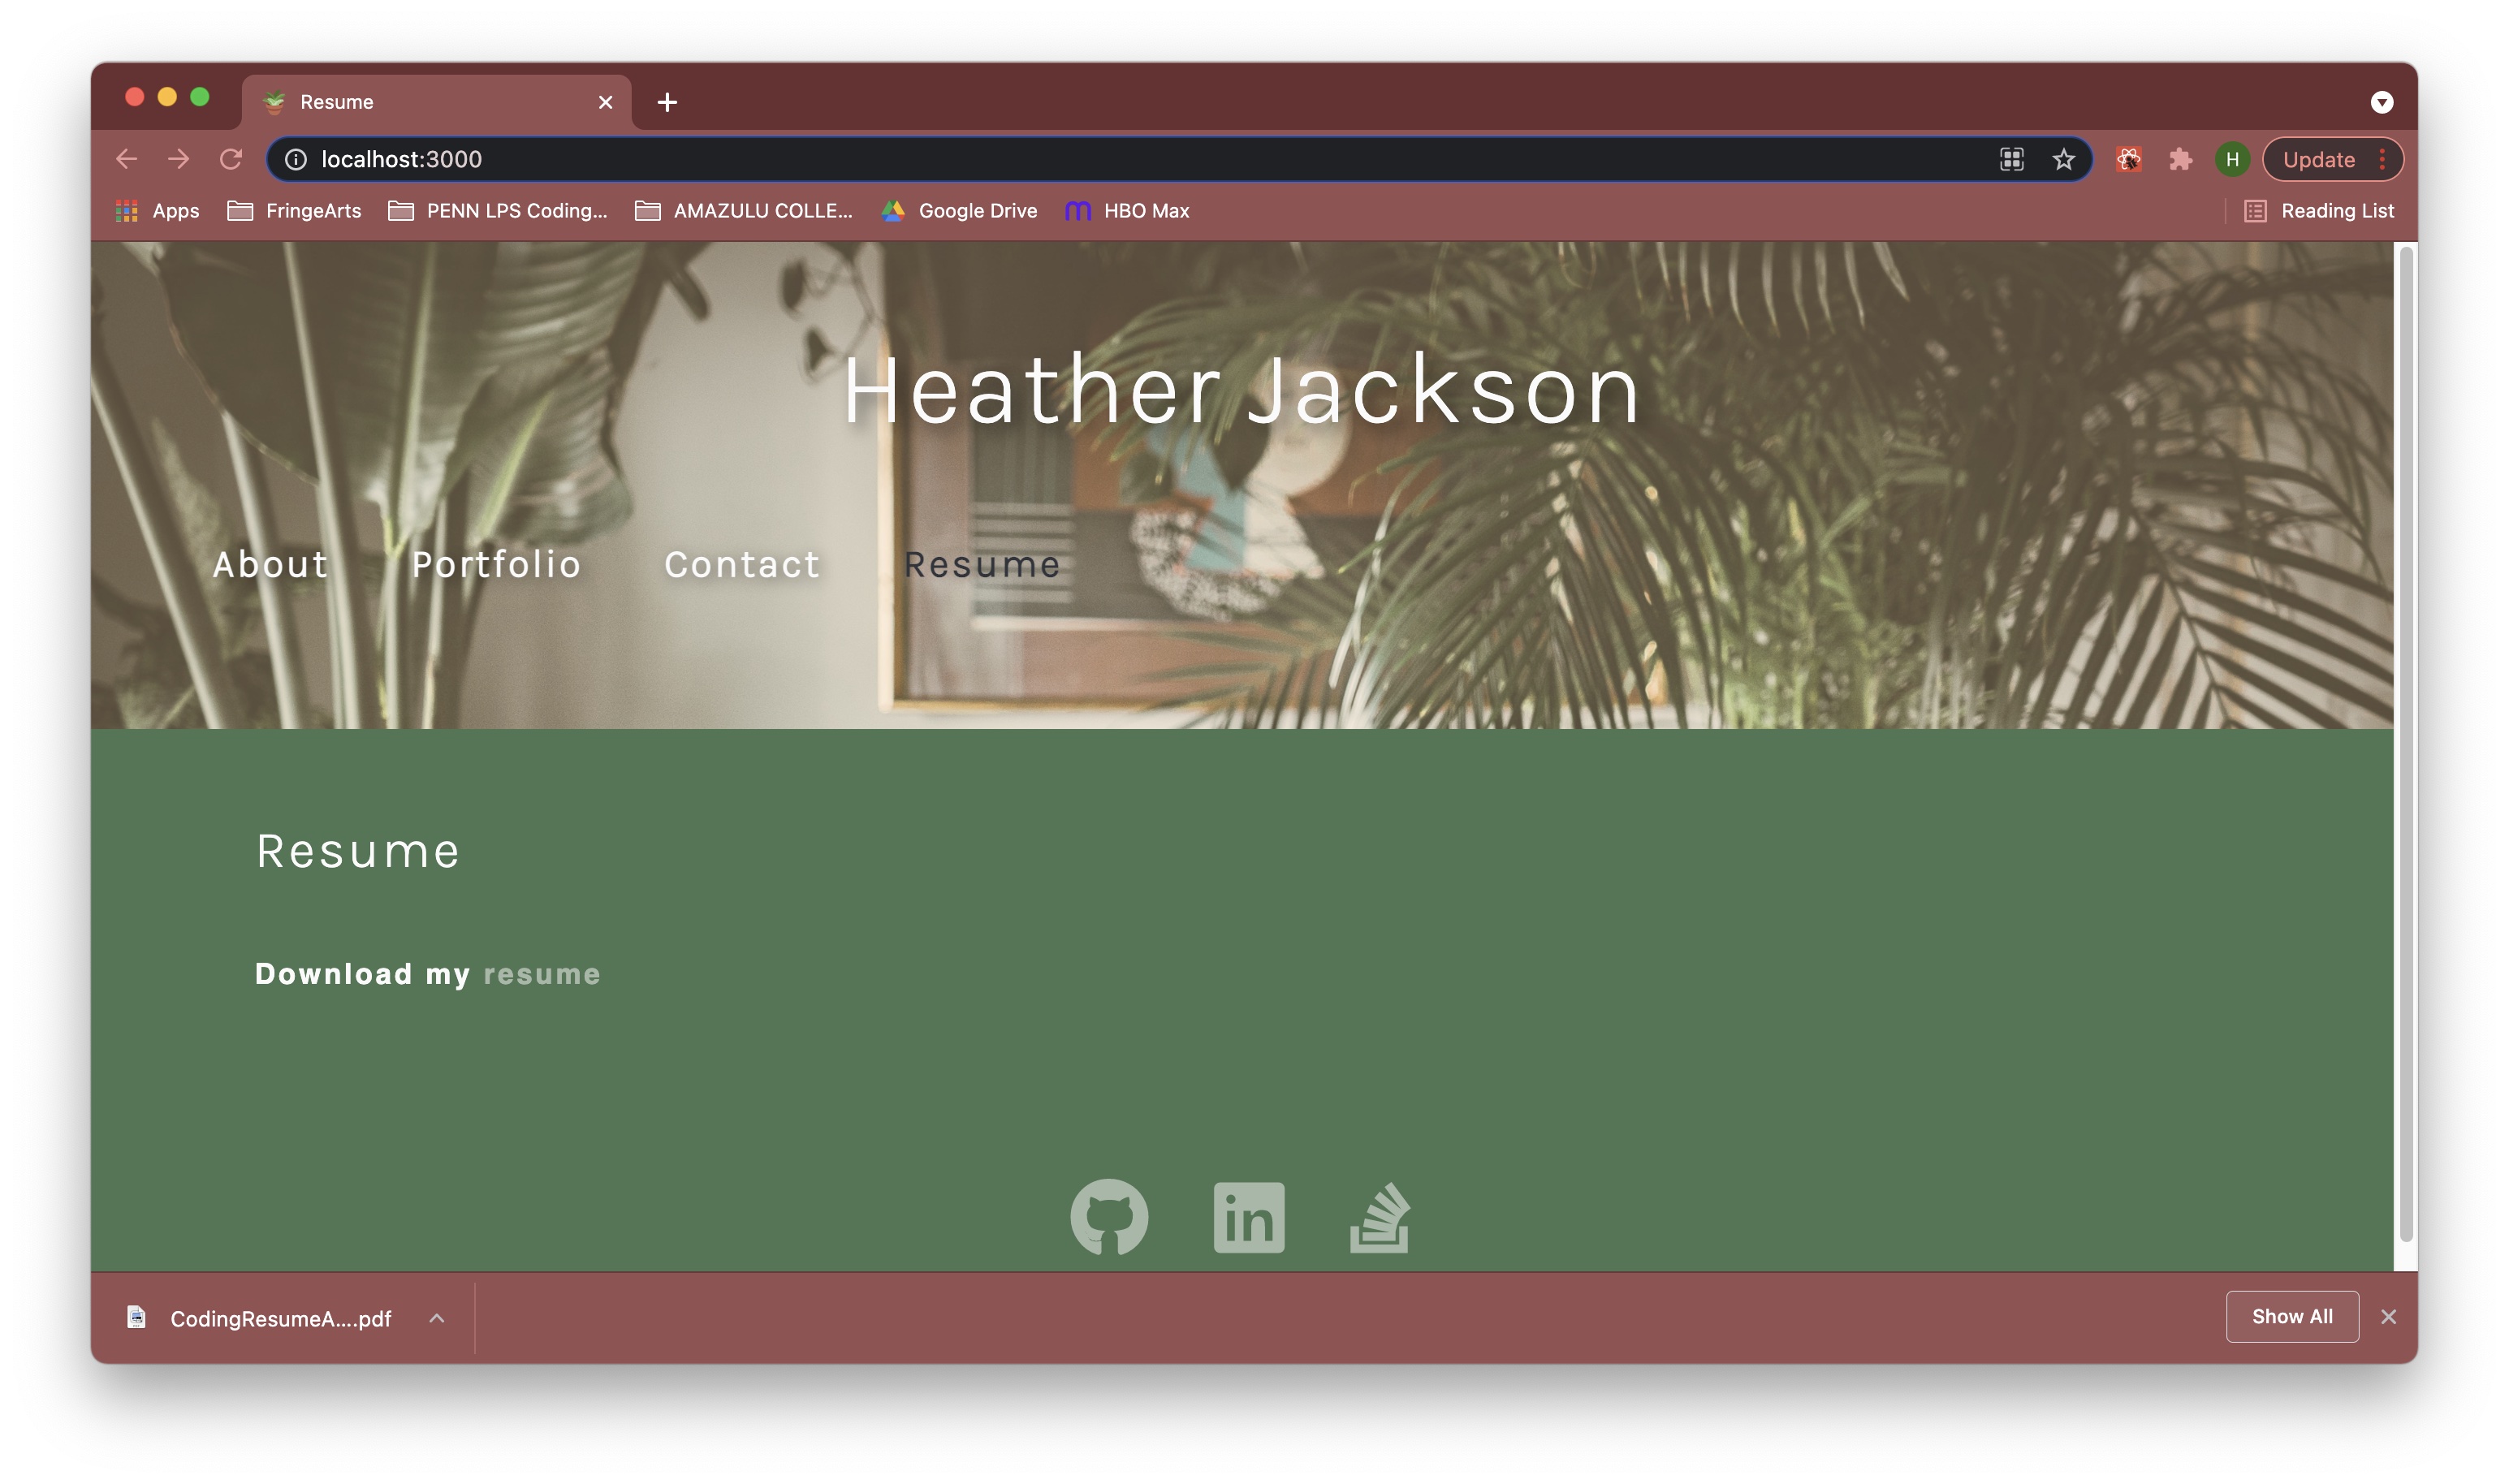 Resume
localhost:3000
H
Update
Apps
FringeArts
PENN LPS Coding...
AMAZULU COLLE...
Google Drive
HBO Max
Reading List
Heather Jackson
About
Portfolio
Contact
Resume
Resume
Download my resume
in
CodingResumeA....pdf
Show All